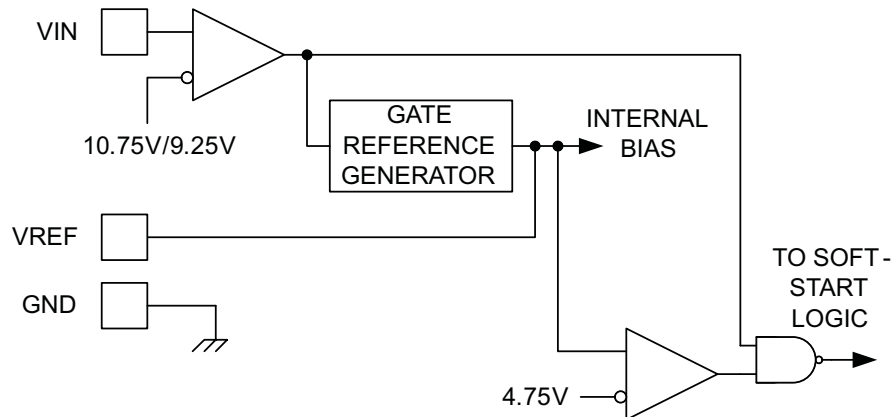 VIN
10.75V/9.25V
GATE
REFERENCE
GENERATOR
INTERNAL
BIAS
VREF
GND
TO SOFT-
START
LOGIC
4.75V